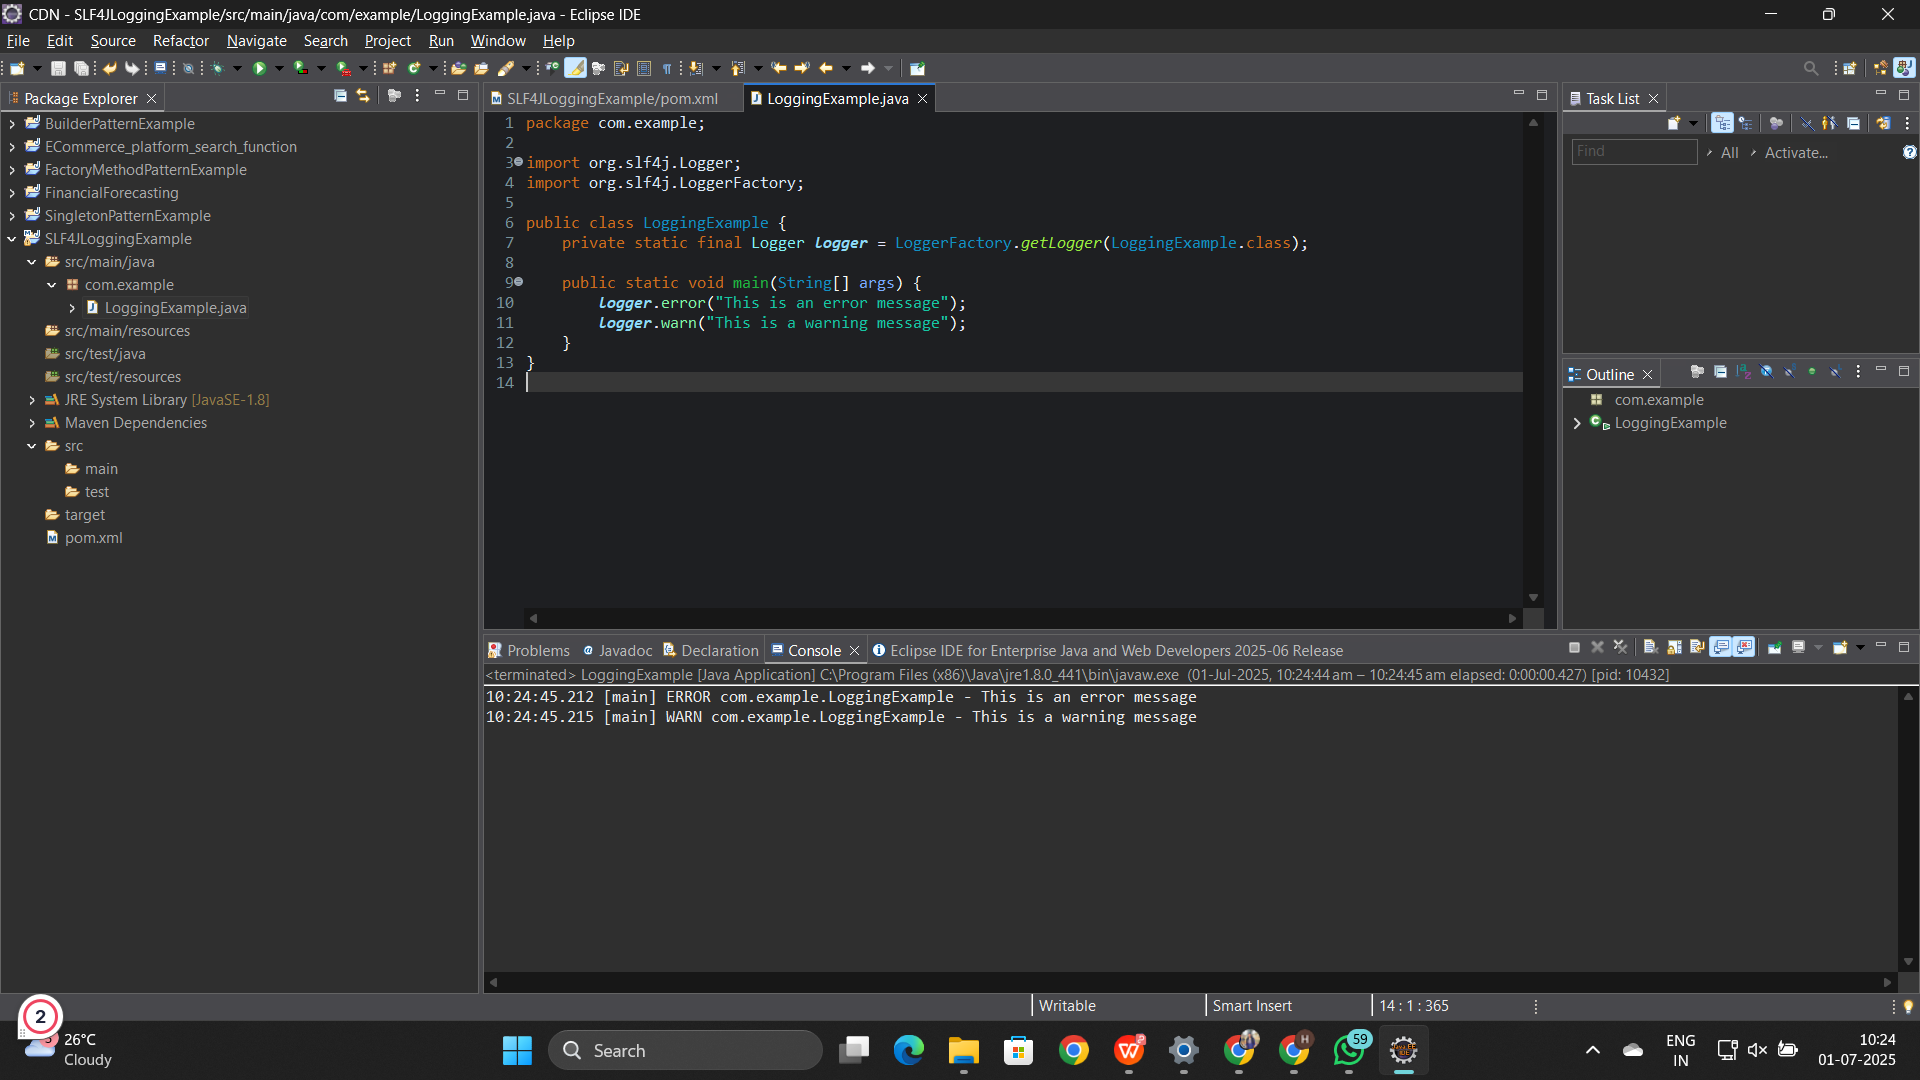 CDN - SLF4JLoggingExample/src/main/java/com/example/LoggingExample.java - Eclipse IDE
File Edit Source Refactor Navigate Search Project Run Window Help
Package Explorer
BuilderPatternExample
ECommerce_platform_search_function
FactoryMethodPatternExample
FinancialForecasting
SingletonPatternExample
SLF4JLoggingExample
src/main/java
com.example
LoggingExample.java
src/main/resources
src/test/java
src/test/resources
JRE System Library [JavaSE-1.8]
Maven Dependencies
src
main
test
target
pom.xml
SLF4JLoggingExample/pom.xml
LoggingExample.java
1 package com.example;
2
3 import org.slf4j.Logger;
4 import org.slf4j.LoggerFactory;
5
6 public class LoggingExample {
7     private static final Logger logger = LoggerFactory.getLogger(LoggingExample.class);
8
9     public static void main(String[] args) {
10         logger.error("This is an error message");
11         logger.warn("This is a warning message");
12     }
13 }
14
Task List
Find
All
Activate...
Outline
com.example
LoggingExample
Problems
Javadoc
Declaration
Console
Eclipse IDE for Enterprise Java and Web Developers 2025-06 Release
<terminated> LoggingExample [Java Application] C:\Program Files (x86)\Java\jre1.8.0_441\bin\javaw.exe (01-Jul-2025, 10:24:44 am – 10:24:45 am elapsed: 0:00:00.427) [pid: 10432]
10:24:45.212 [main] ERROR com.example.LoggingExample - This is an error message
10:24:45.215 [main] WARN com.example.LoggingExample - This is a warning message
Writable
Smart Insert
14 : 1 : 365
2
26°C
Cloudy
Search
59
ENG
IN
10:24
01-07-2025